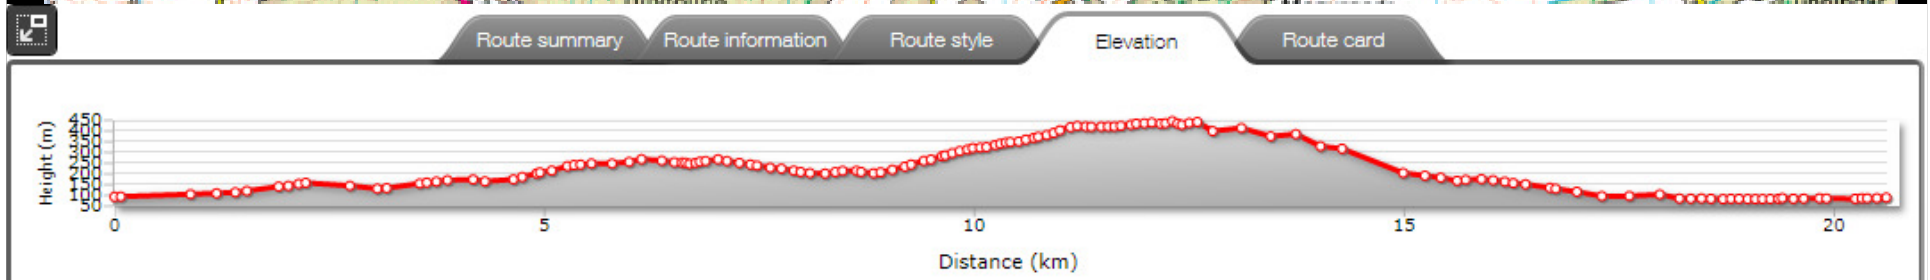 Route summary
Route information
Route style
Elevation
Route card
Height (m)
450
400
350
300
250
200
150
100
50
0
5
10
15
20
Distance (km)